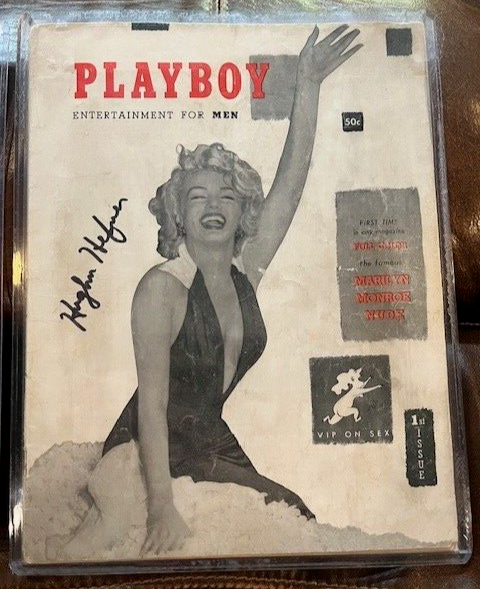 PLAYBOY
ENTERTAINMENT FOR MEN
50c
Hugh M Hefner
FIRST TIME
in any magazine
FULL COLOR
the famous
MARILYN
MONROE
NUDE
VIP ON SEX
1st ISSUE